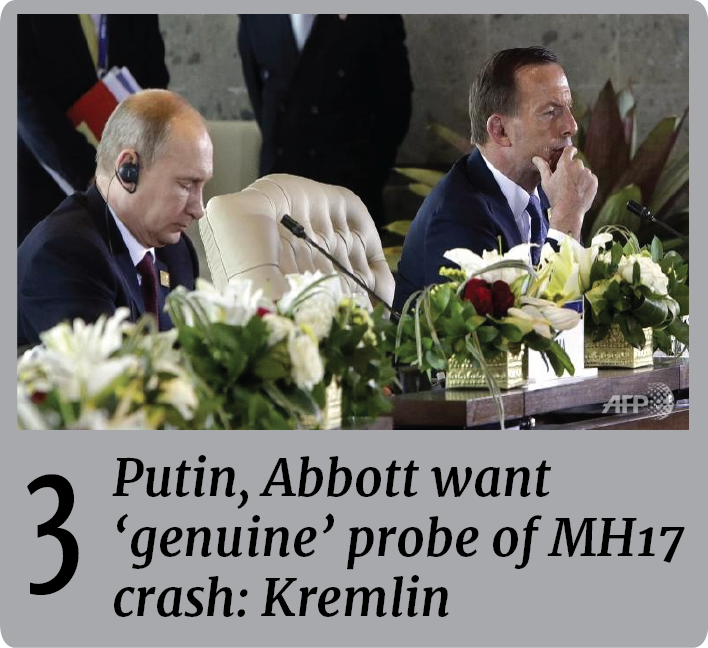 AFP
3
Putin, Abbott want
‘genuine’ probe of MH17
crash: Kremlin